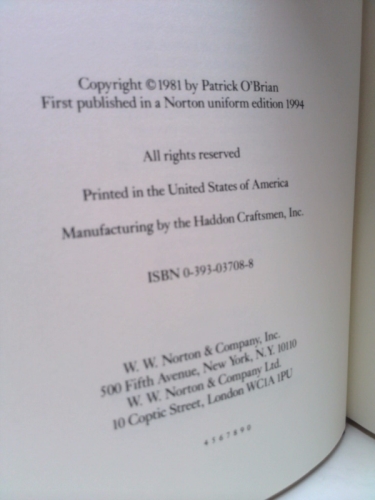 Copyright ©1981 by Patrick O'Brian
First published in a Norton uniform edition 1994
All rights reserved
Printed in the United States of America
Manufacturing by the Haddon Craftsmen, Inc.
ISBN 0-393-03708-8
W. W. Norton & Company, Inc.
500 Fifth Avenue, New York, N.Y. 10110
W. W. Norton & Company Ltd.
10 Coptic Street, London WC1A 1PU
4 5 6 7 8 9 0